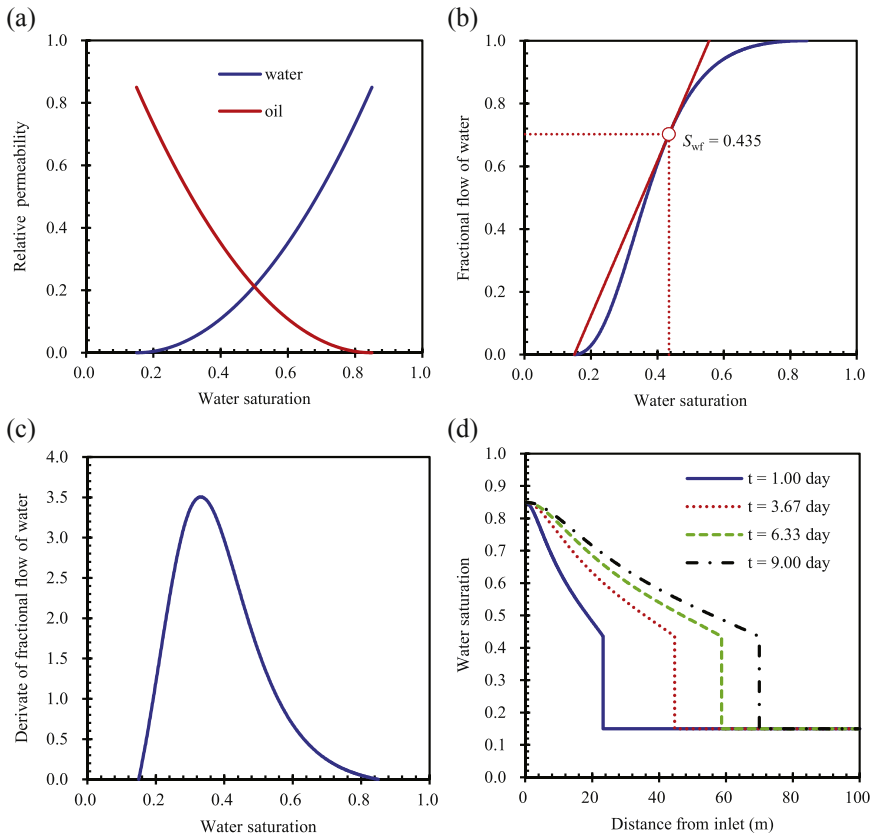 (a)
1.0
0.8
0.6
0.4
0.2
0.0
Relative permeability
water
oil
0.0 0.2 0.4 0.6 0.8 1.0
Water saturation
(b)
1.0
0.8
0.6
0.4
0.2
0.0
Fractional flow of water
Swf = 0.435
0.0 0.2 0.4 0.6 0.8 1.0
Water saturation
(c)
4.0
3.5
3.0
2.5
2.0
1.5
1.0
0.5
0.0
Derivate of fractional flow of water
0.0 0.2 0.4 0.6 0.8 1.0
Water saturation
(d)
1.0
0.9
0.8
0.7
0.6
0.5
0.4
0.3
0.2
0.1
0.0
Water saturation
t = 1.00 day
t = 3.67 day
t = 6.33 day
t = 9.00 day
0 20 40 60 80 100
Distance from inlet (m)